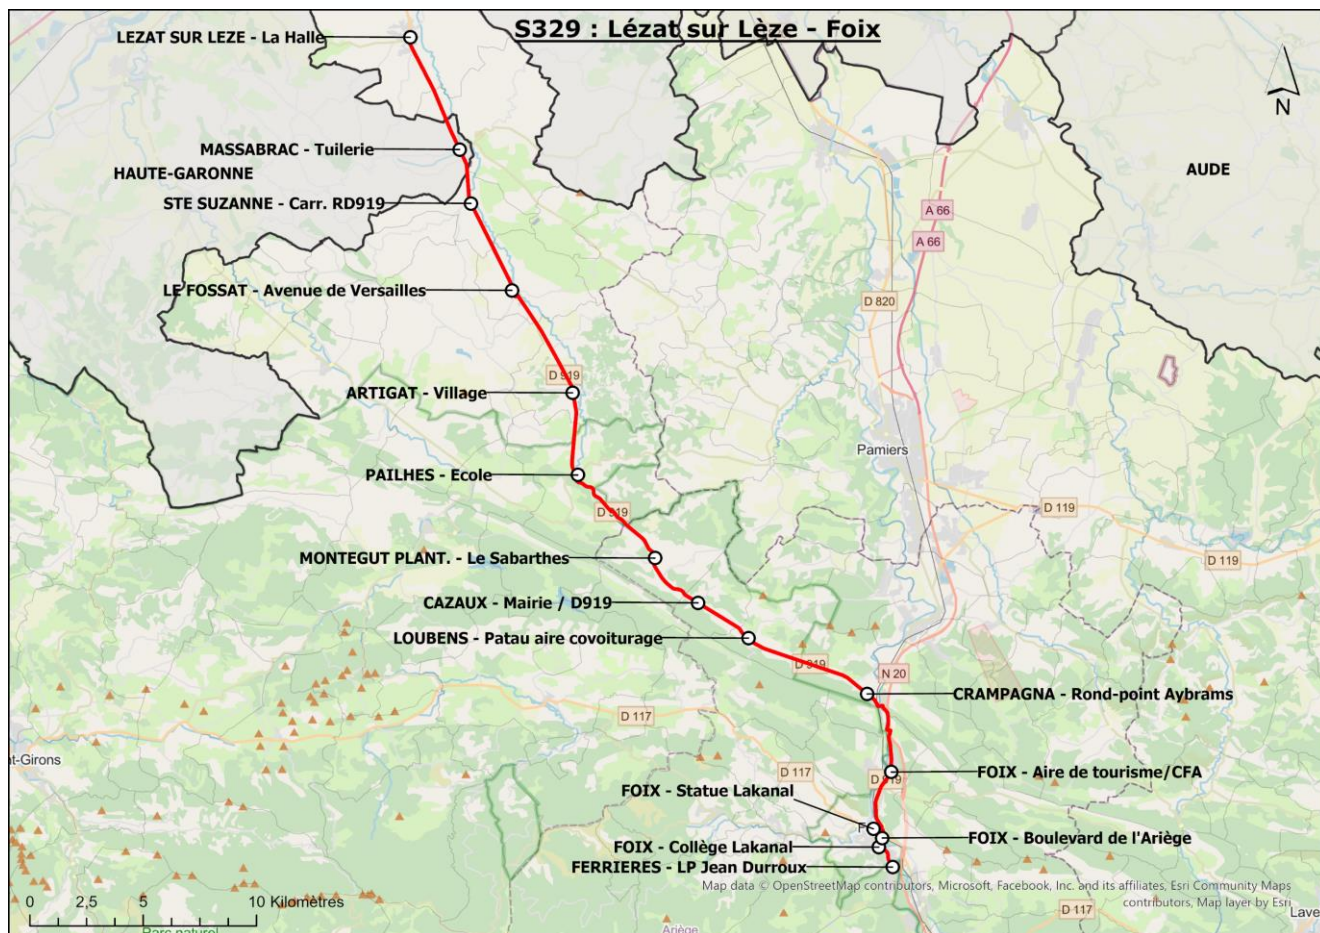 S329 : Lézat sur Lèze - Foix
LEZAT SUR LEZE - La Halle
N
MASSABRAC - Tuilerie
HAUTE-GARONNE
AUDE
STE SUZANNE - Carr. RD919
A 66
A 66
LE FOSSAT - Avenue de Versailles
D 820
D 919
ARTIGAT - Village
Pamiers
PAILHES - Ecole
D 919
D 119
D 119
MONTEGUT PLANT. - Le Sabarthes
CAZAUX - Mairie / D919
LOUBENS - Patau aire covoiturage
D 919
N 20
CRAMPAGNA - Rond-point Aybrams
D 117
nt-Girons
D 117
D 919
FOIX - Aire de tourisme/CFA
FOIX - Statue Lakanal
F
FOIX - Boulevard de l'Ariège
FOIX - Collège Lakanal
FERRIERES - LP Jean Durroux
Map data © OpenStreetMap contributors, Microsoft, Facebook, Inc. and its affiliates, Esri Community Maps
contributors, Map layer by Esri
0 2,5 5 10 Kilomètres
D 117
Lave
Parc naturel
Ariège